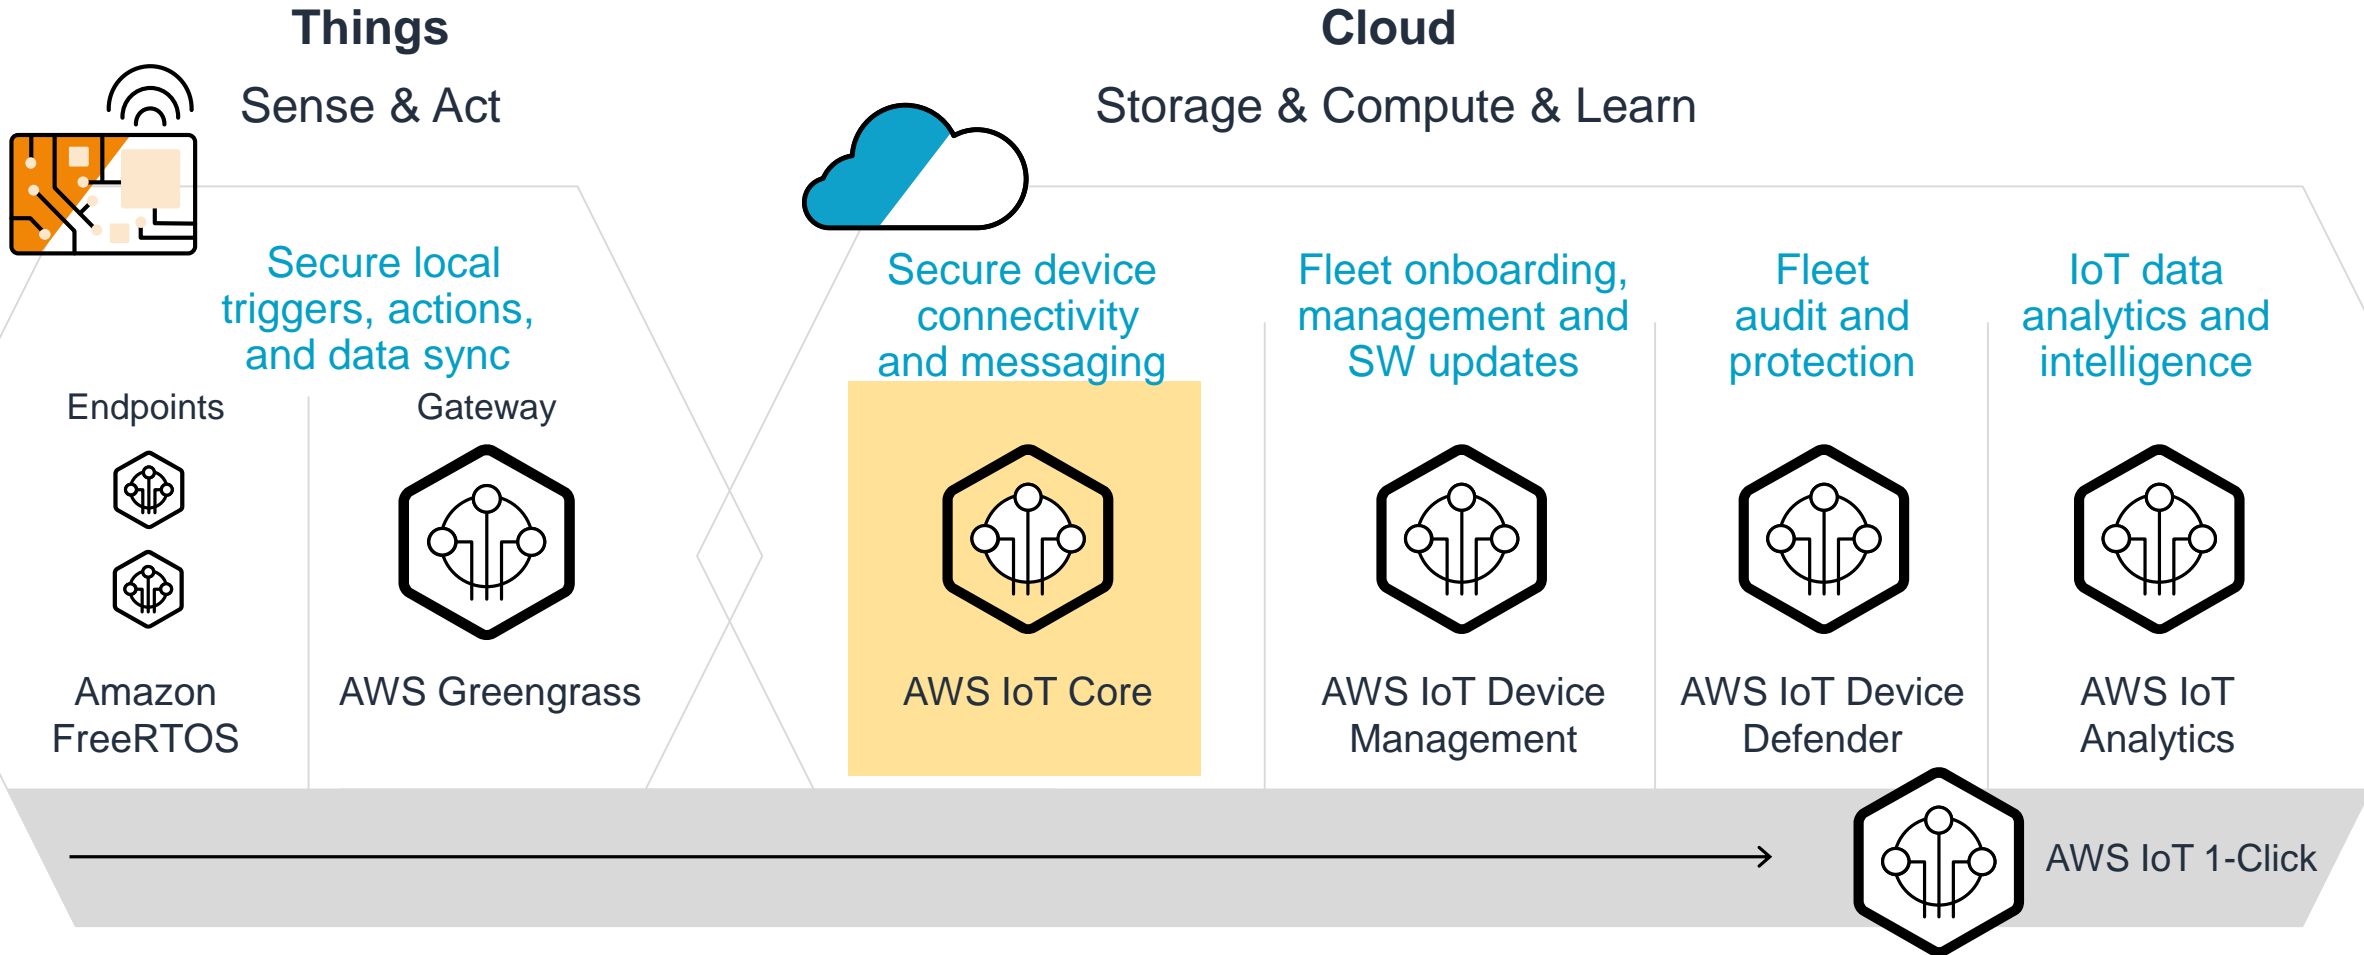 Things
Sense & Act
Cloud
Storage & Compute & Learn
Secure local
triggers, actions,
and data sync
Endpoints
Gateway
Amazon
FreeRTOS
AWS Greengrass
Secure device
connectivity
and messaging
AWS IoT Core
Fleet onboarding,
management and
SW updates
AWS IoT Device
Management
Fleet
audit and
protection
AWS IoT Device
Defender
IoT data
analytics and
intelligence
AWS IoT
Analytics
AWS IoT 1-Click